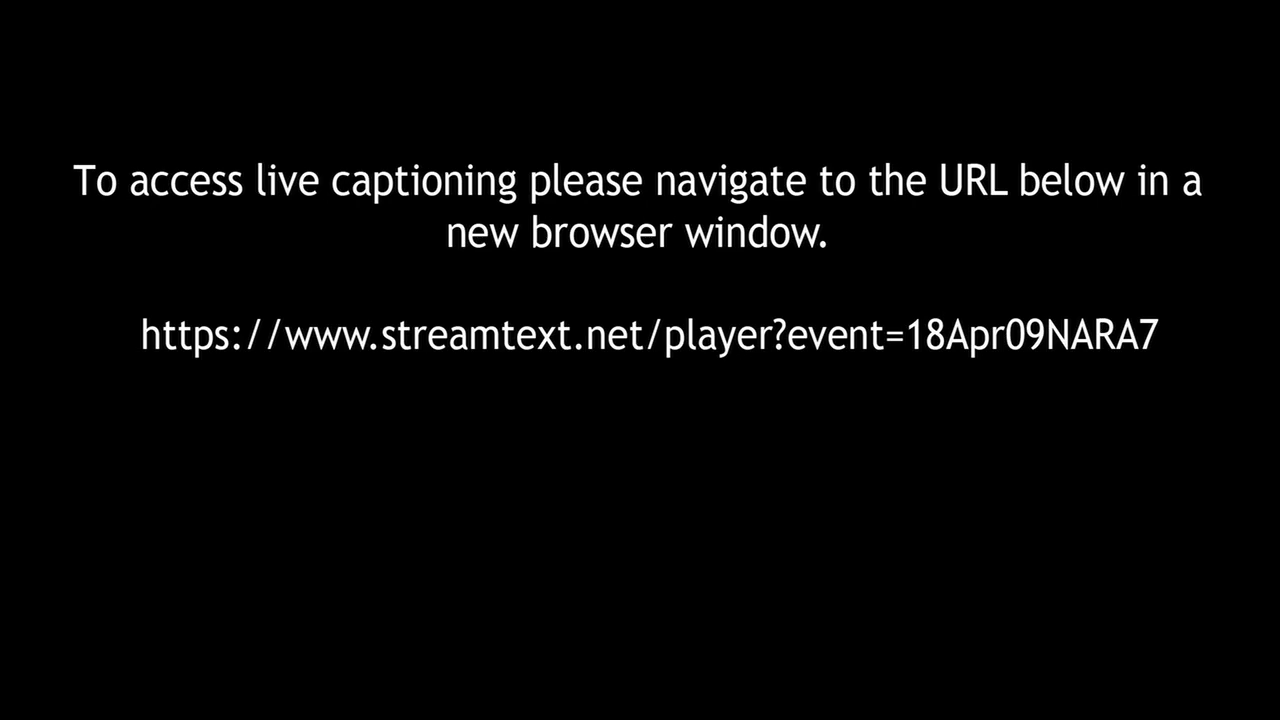 To access live captioning please navigate to the URL below in a
new browser window.
https://www.streamtext.net/player?event=18Apr09NARA7